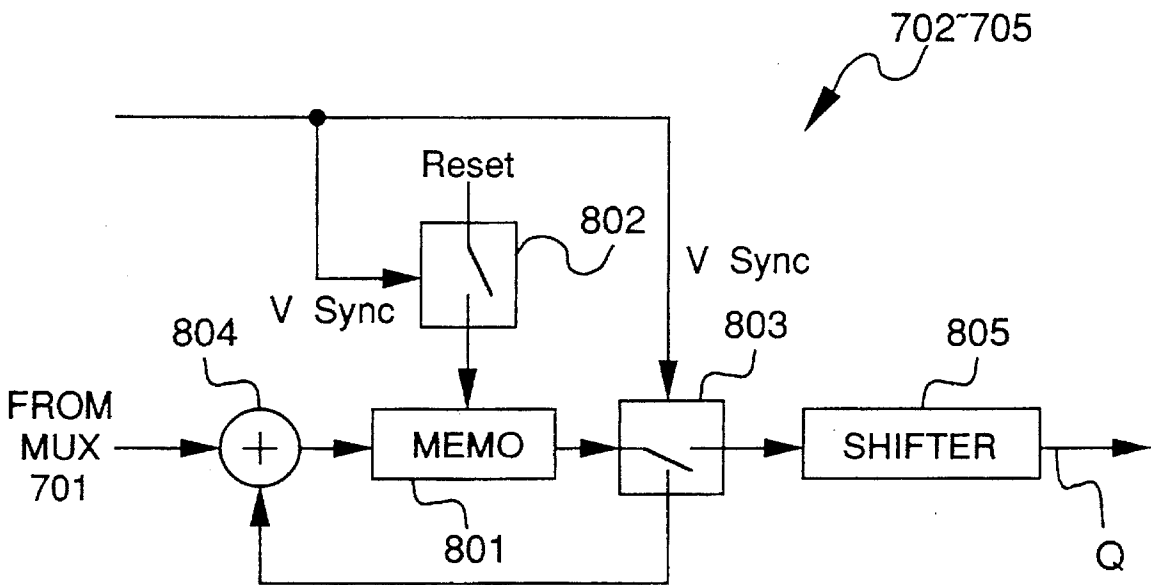 702~705
Reset
802
V Sync
V Sync
804
803
805
FROM
MUX
701
+
MEMO
SHIFTER
801
Q